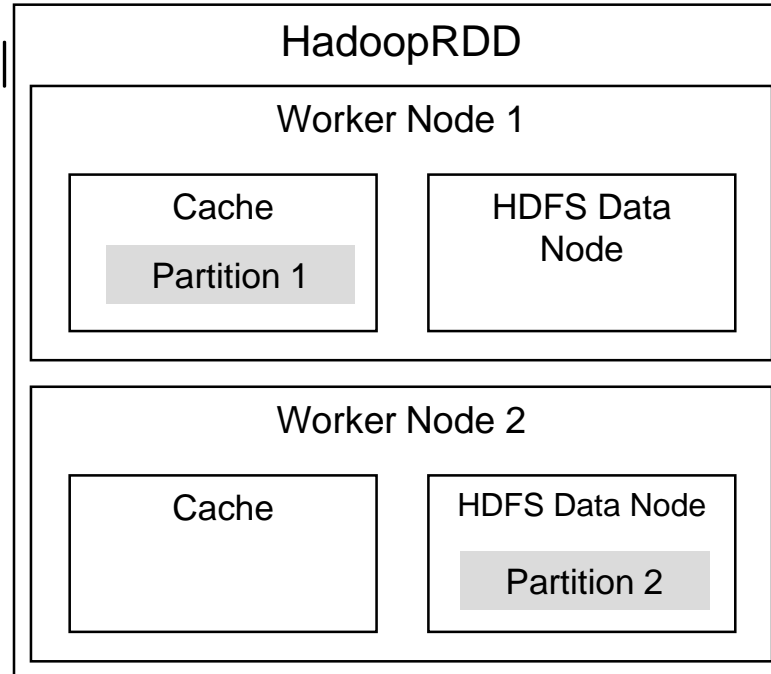 HadoopRDD
Worker Node 1
Cache
Partition 1
HDFS Data
Node
Worker Node 2
Cache
HDFS Data Node
Partition 2